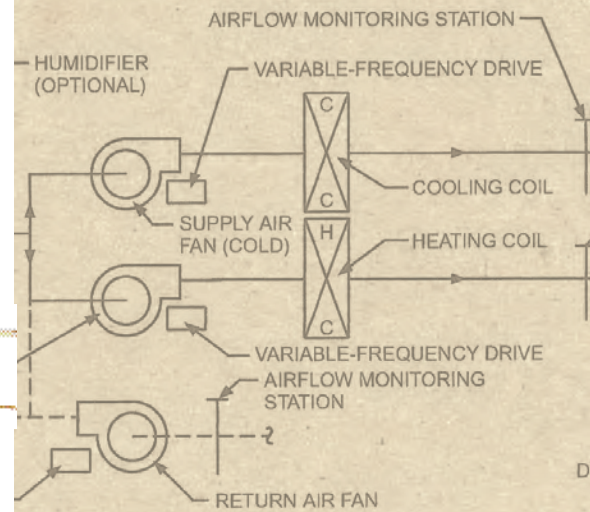 AIRFLOW MONITORING STATION
HUMIDIFIER
(OPTIONAL)
VARIABLE-FREQUENCY DRIVE
C
C
COOLING COIL
SUPPLY AIR
FAN (COLD)
H
C
HEATING COIL
VARIABLE-FREQUENCY DRIVE
AIRFLOW MONITORING
STATION
RETURN AIR FAN
D